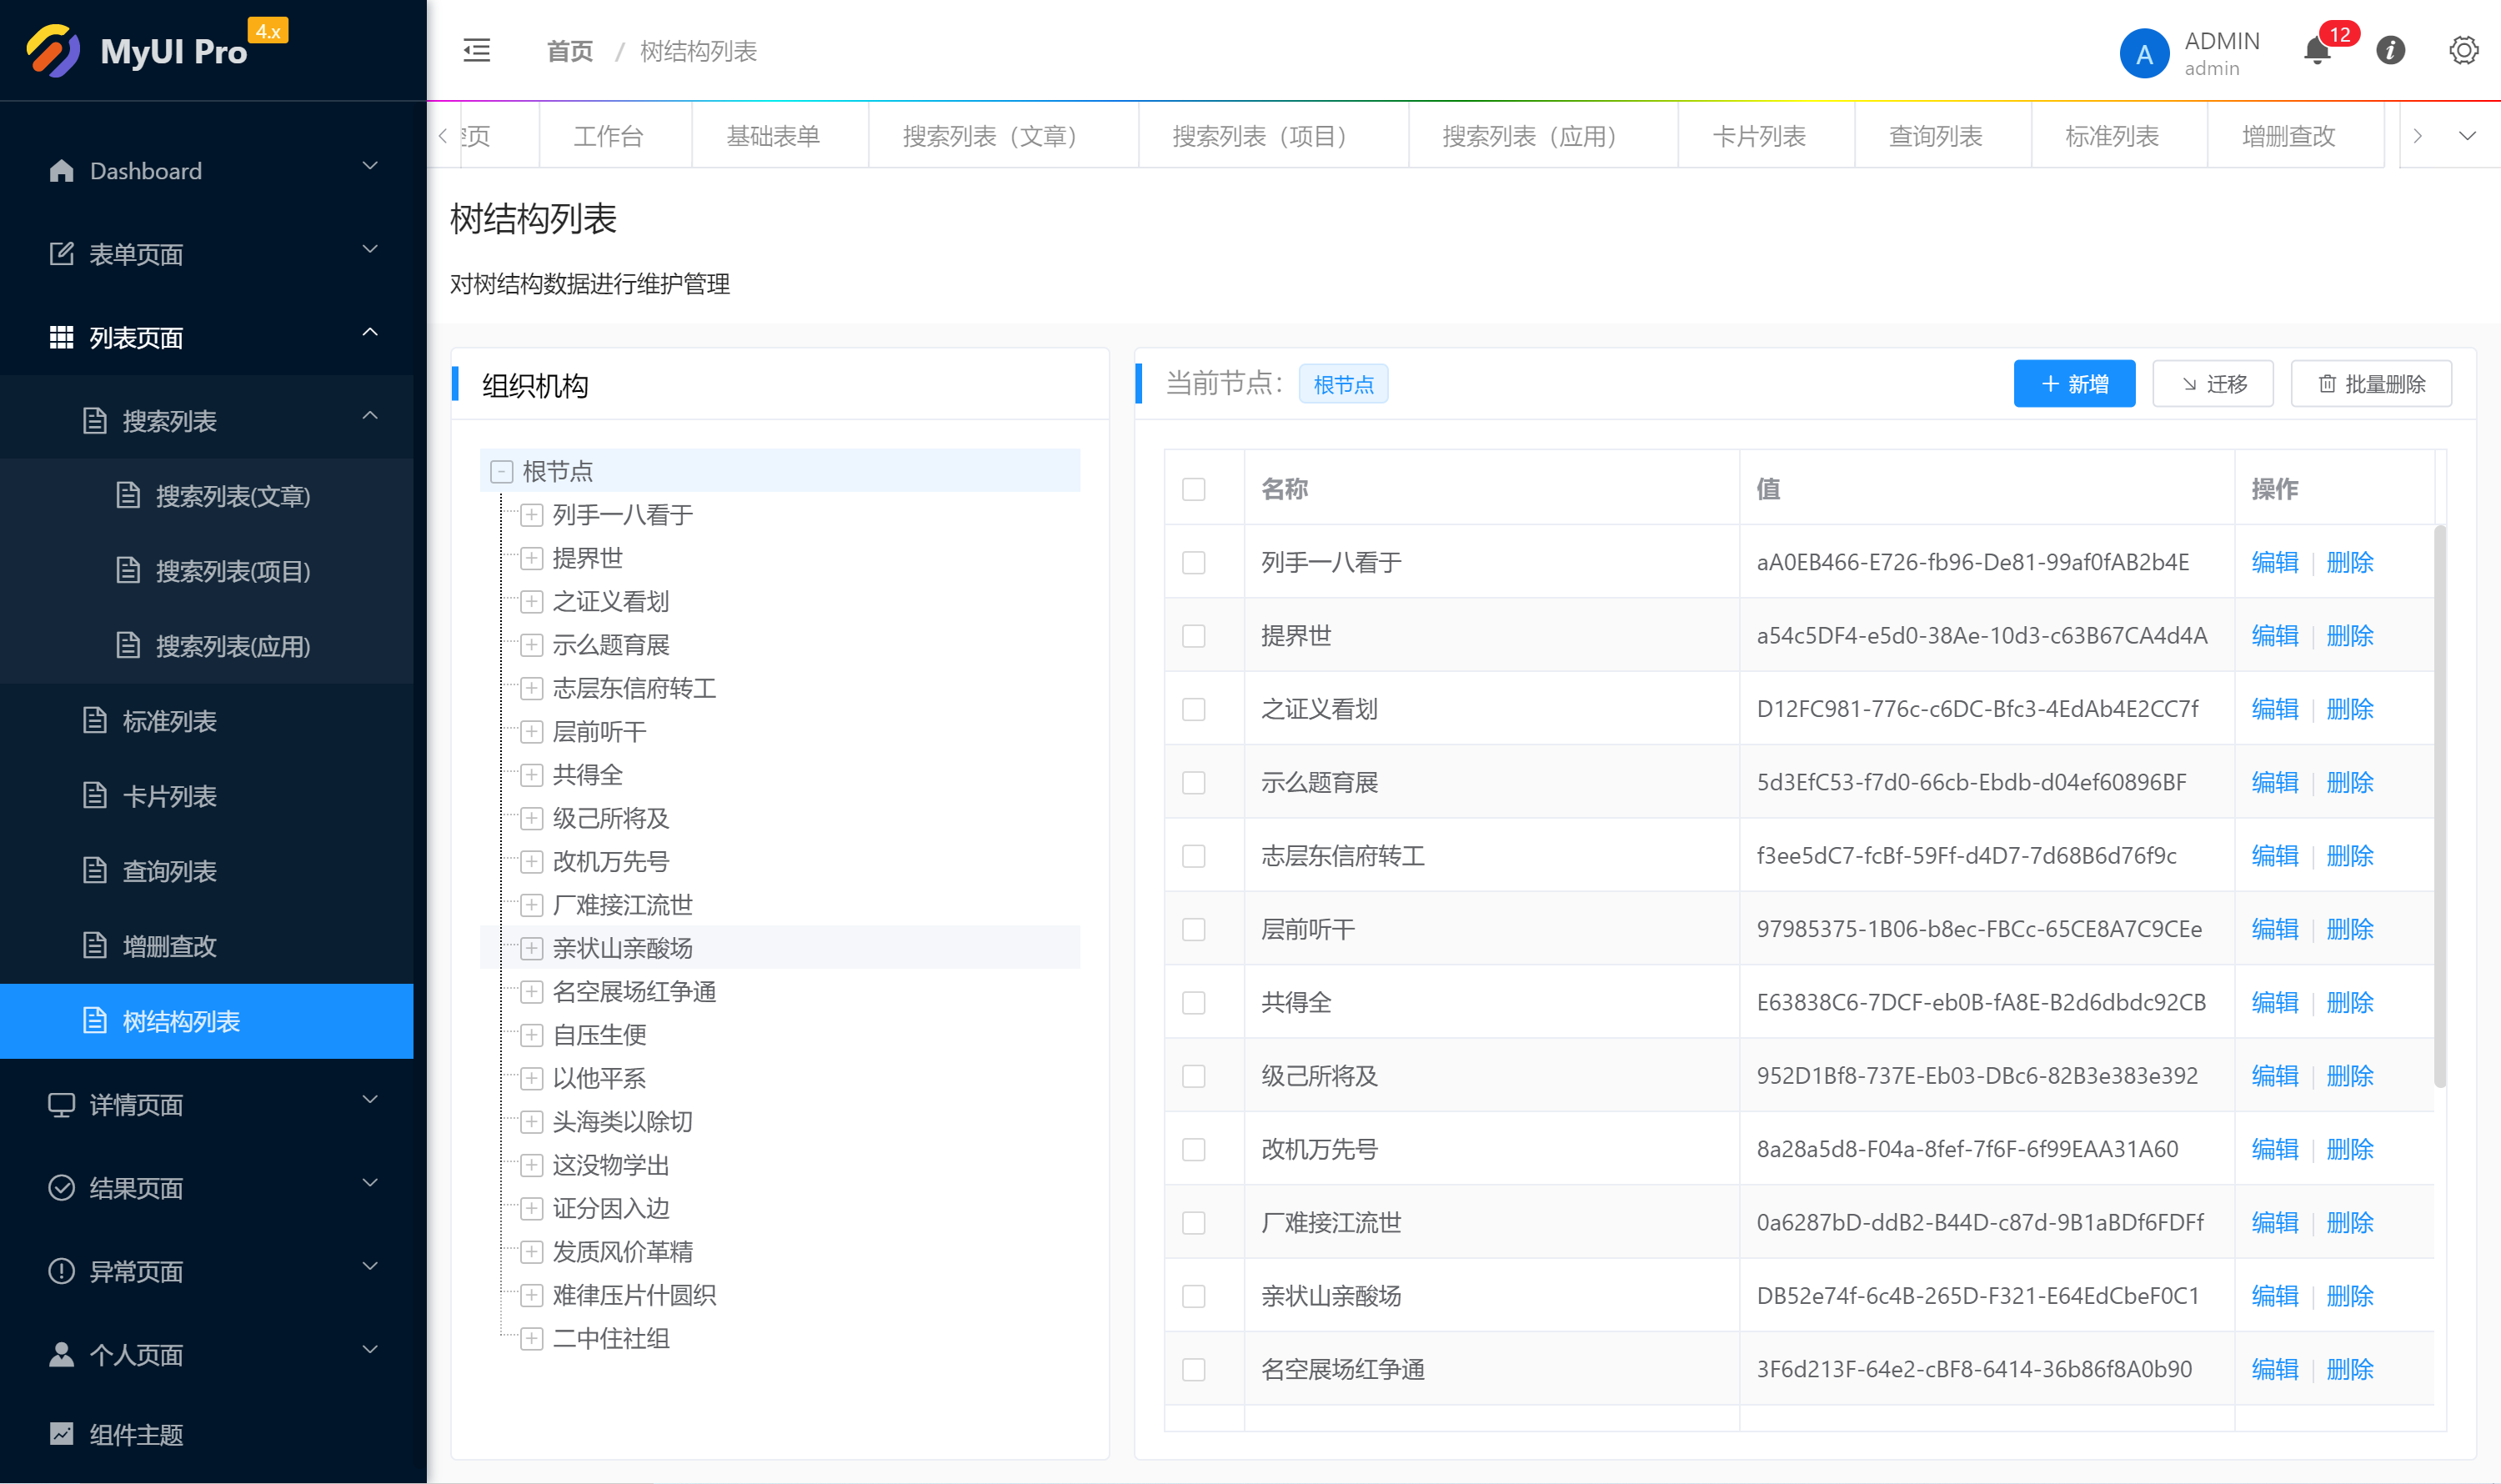 MyUI Pro 4.x
首页 / 树结构列表
A
ADMIN
admin
12
Dashboard
表单页面
列表页面
搜索列表
搜索列表(文章)
搜索列表(项目)
搜索列表(应用)
标准列表
卡片列表
查询列表
增删查改
树结构列表
详情页面
结果页面
异常页面
个人页面
组件主题
页 工作台 基础表单 搜索列表（文章） 搜索列表（项目） 搜索列表（应用） 卡片列表 查询列表 标准列表 增删查改
树结构列表
对树结构数据进行维护管理
组织机构
根节点
列手一八看于
提界世
之证义看划
示么题育展
志层东信府转工
层前听干
共得全
级己所将及
改机万先号
厂难接江流世
亲状山亲酸场
名空展场红争通
自压生便
以他平系
头海类以除切
这没物学出
证分因入边
发质风价革精
难律压片什圆织
二中住社组
当前节点： 根节点 新增 迁移 批量删除
名称 值 操作
列手一八看于 aA0EB466-E726-fb96-De81-99af0fAB2b4E 编辑 删除
提界世 a54c5DF4-e5d0-38Ae-10d3-c63B67CA4d4A 编辑 删除
之证义看划 D12FC981-776c-c6DC-Bfc3-4EdAb4E2CC7f 编辑 删除
示么题育展 5d3EfC53-f7d0-66cb-Ebdb-d04ef60896BF 编辑 删除
志层东信府转工 f3ee5dC7-fcBf-59Ff-d4D7-7d68B6d76f9c 编辑 删除
层前听干 97985375-1B06-b8ec-FBCc-65CE8A7C9CEe 编辑 删除
共得全 E63838C6-7DCF-eb0B-fA8E-B2d6dbdc92CB 编辑 删除
级己所将及 952D1Bf8-737E-Eb03-DBc6-82B3e383e392 编辑 删除
改机万先号 8a28a5d8-F04a-8fef-7f6F-6f99EAA31A60 编辑 删除
厂难接江流世 0a6287bD-ddB2-B44D-c87d-9B1aBDf6FDFf 编辑 删除
亲状山亲酸场 DB52e74f-6c4B-265D-F321-E64EdCbeF0C1 编辑 删除
名空展场红争通 3F6d213F-64e2-cBF8-6414-36b86f8A0b90 编辑 删除